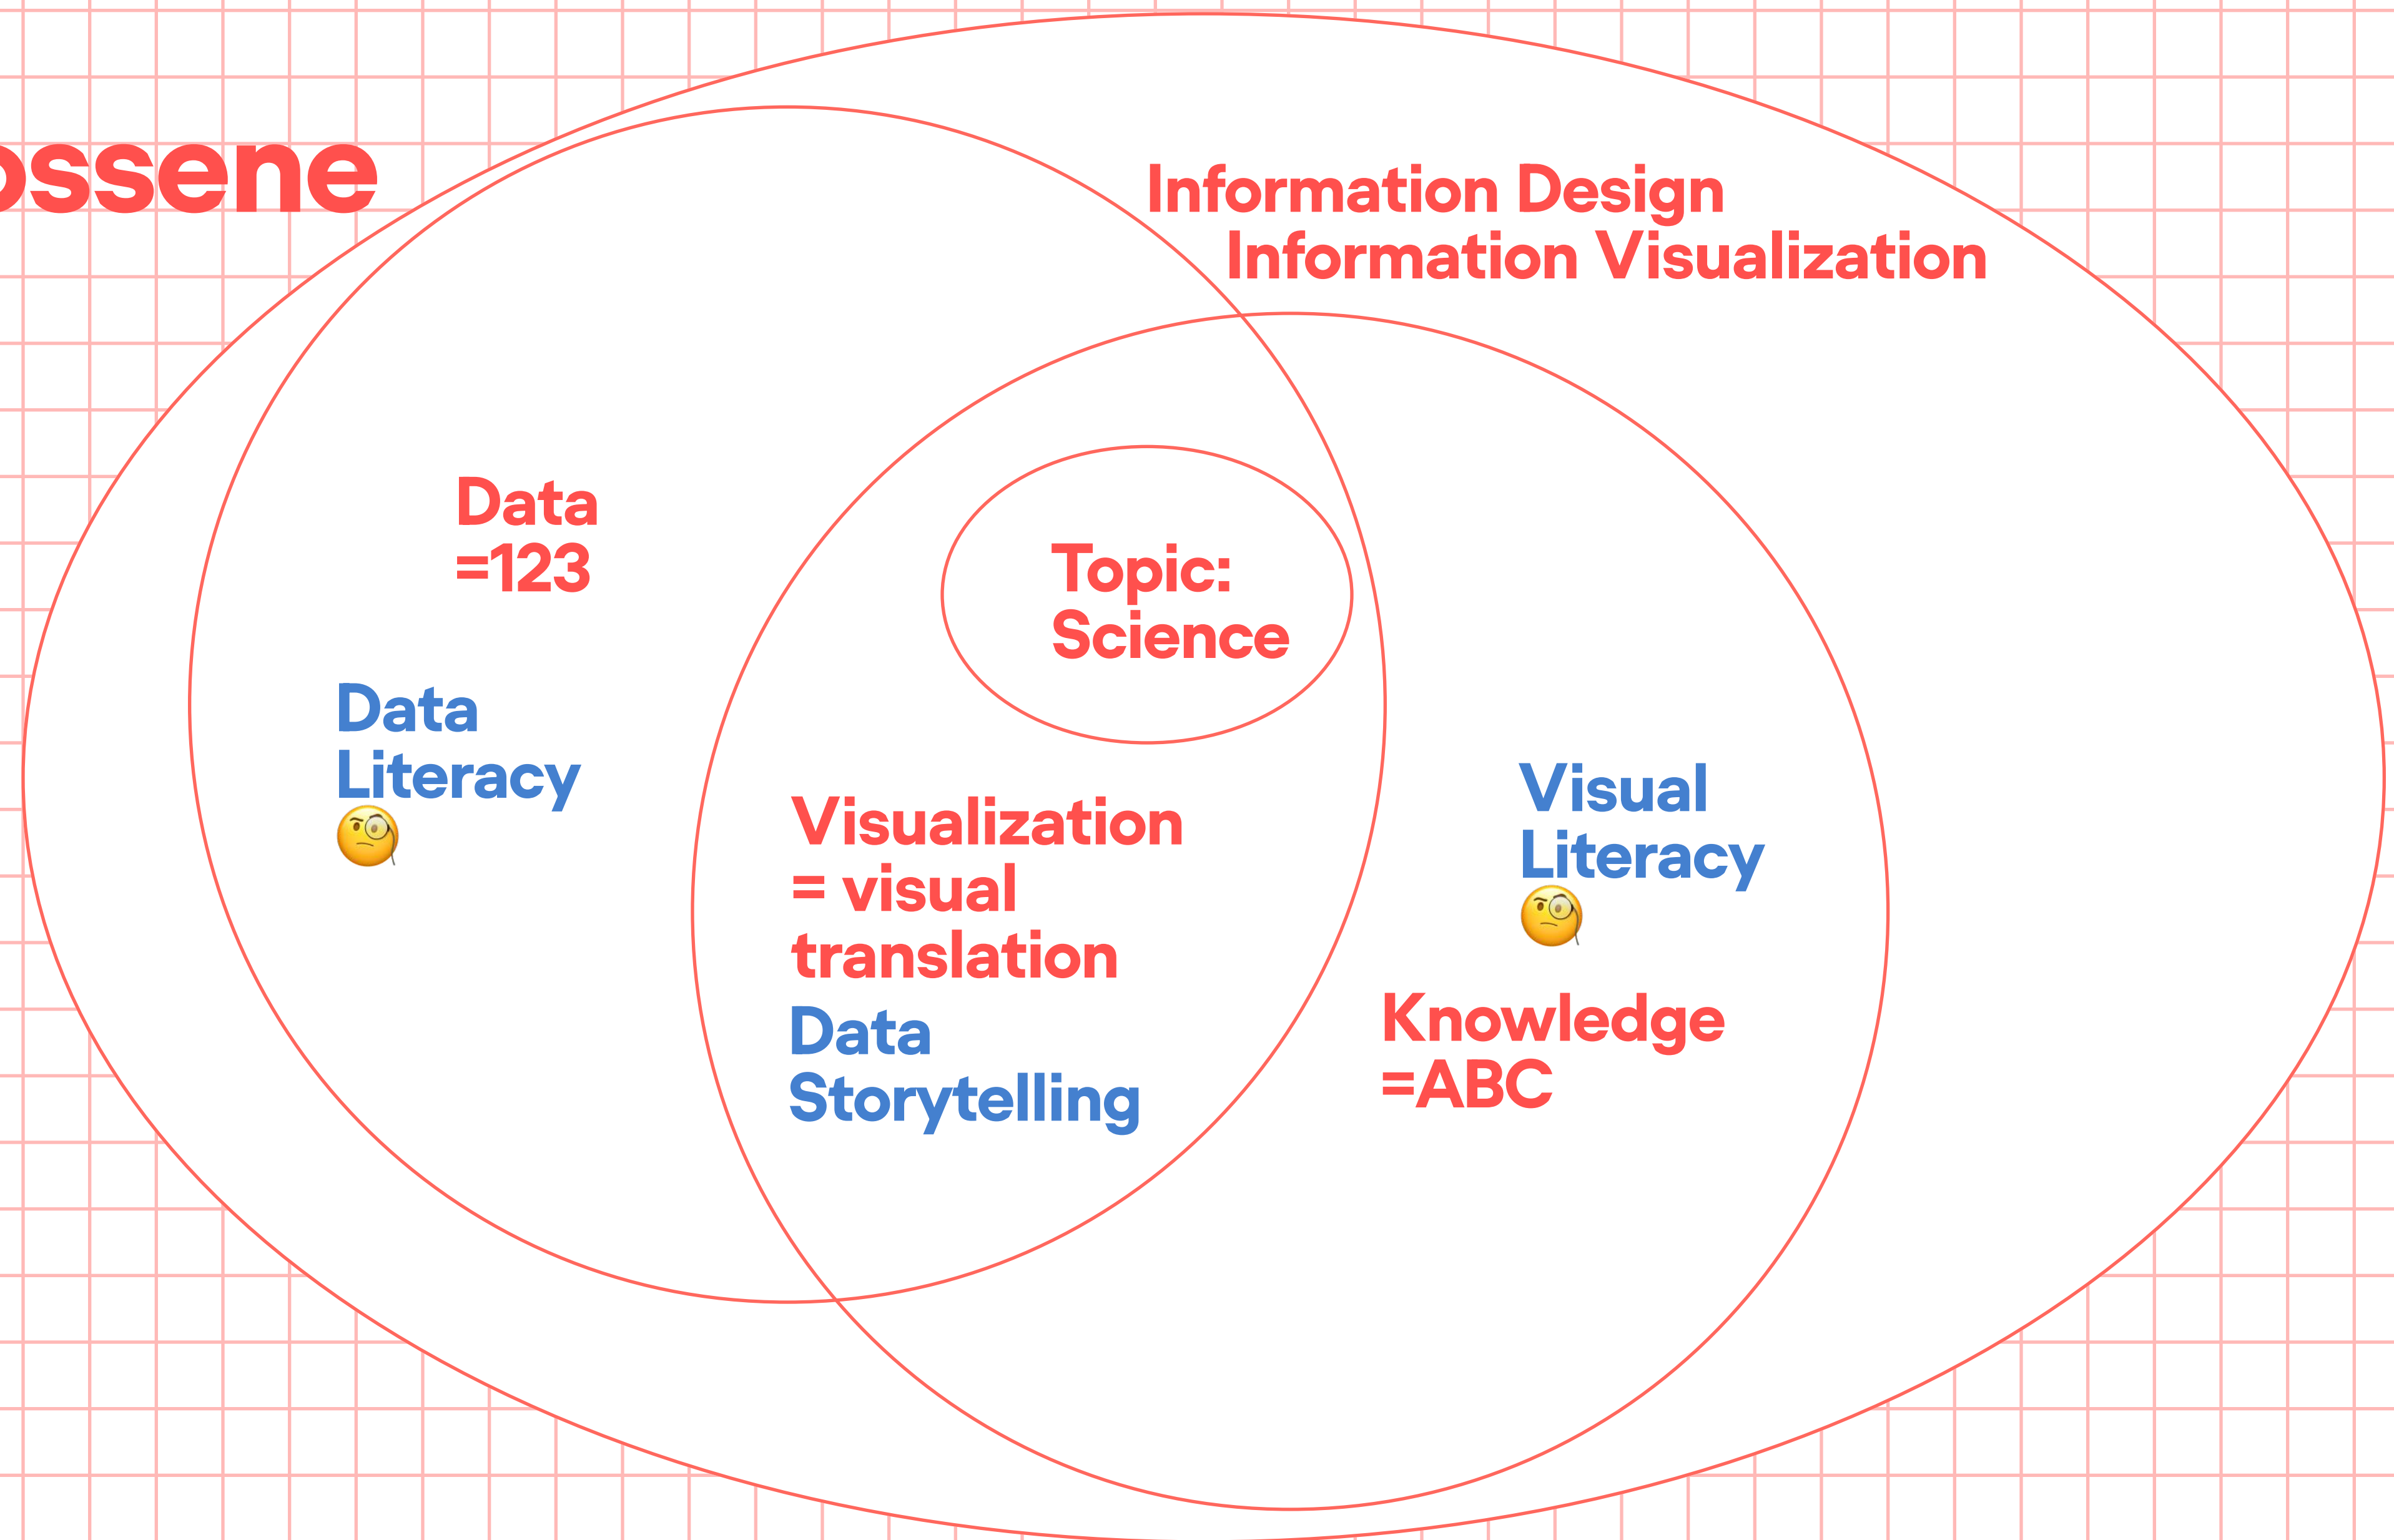 ossene
Information Design
Information Visualization
Data
=123
Topic:
Science
Data
Literacy
Visualization
= visual
translation
Data
Storytelling
Visual
Literacy
Knowledge
=ABC